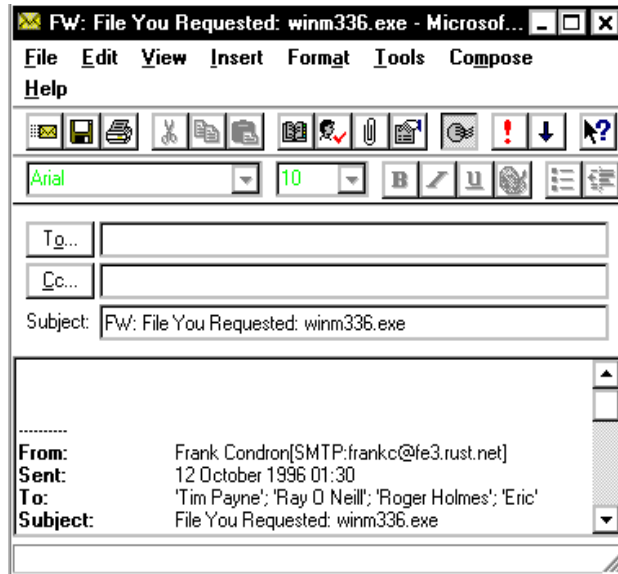 FW: File You Requested: winm336.exe - Microsof...
File Edit View Insert Format Tools Compose
Help
Arial 10 B I U
To...
Cc...
Subject: FW: File You Requested: winm336.exe
----------
From: Frank Condron[SMTP:frankc@fe3.rust.net]
Sent: 12 October 1996 01:30
To: 'Tim Payne'; 'Ray O Neill'; 'Roger Holmes'; 'Eric'
Subject: File You Requested: winm336.exe